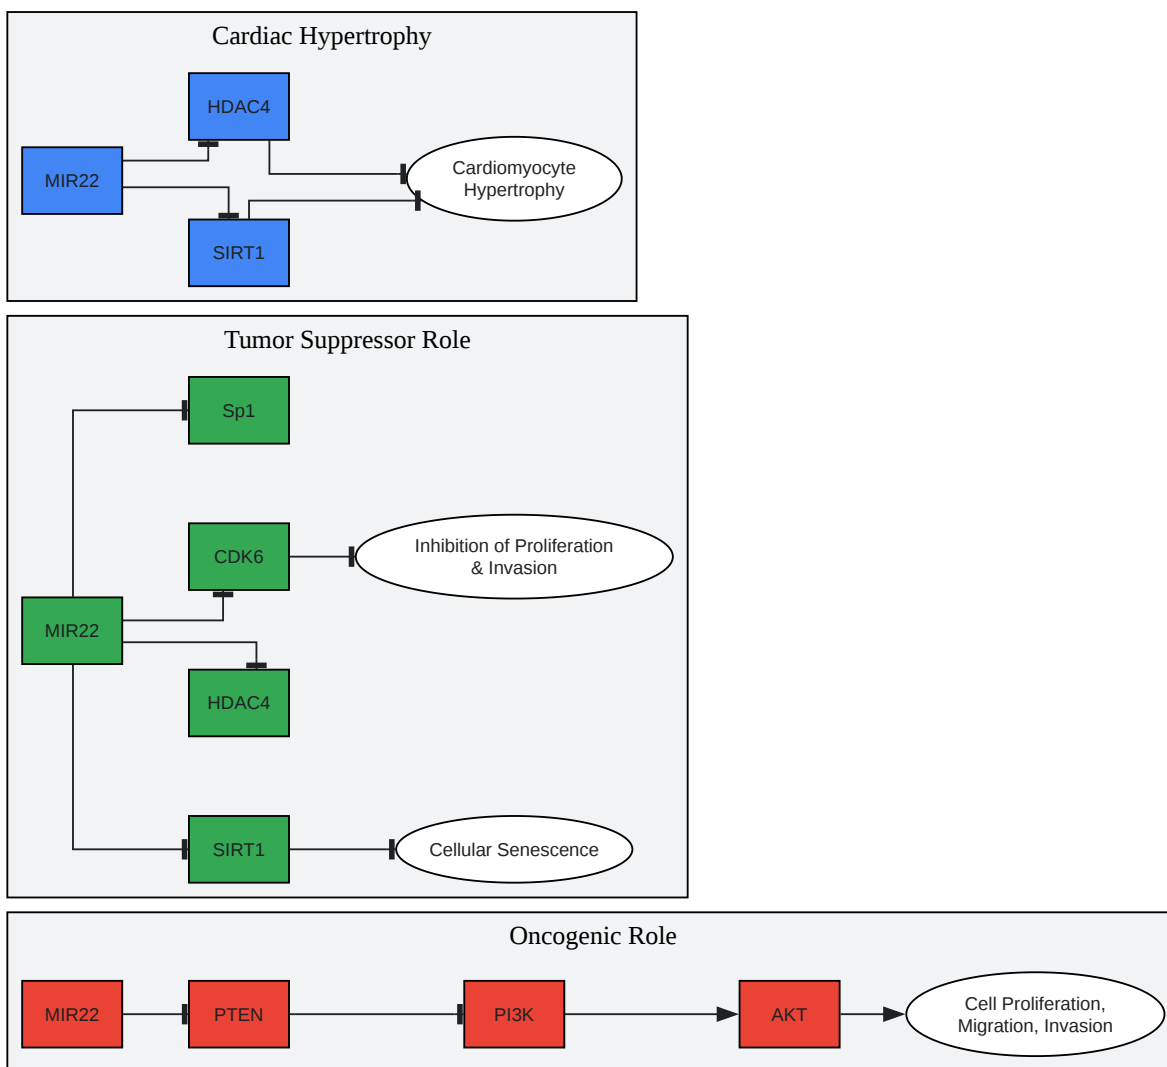 Cardiac Hypertrophy
HDAC4
MIR22
Cardiomyocyte
Hypertrophy
SIRT1
Tumor Suppressor Role
Sp1
CDK6
Inhibition of Proliferation
& Invasion
MIR22
HDAC4
SIRT1
Cellular Senescence
Oncogenic Role
MIR22
PTEN
PI3K
AKT
Cell Proliferation,
Migration, Invasion